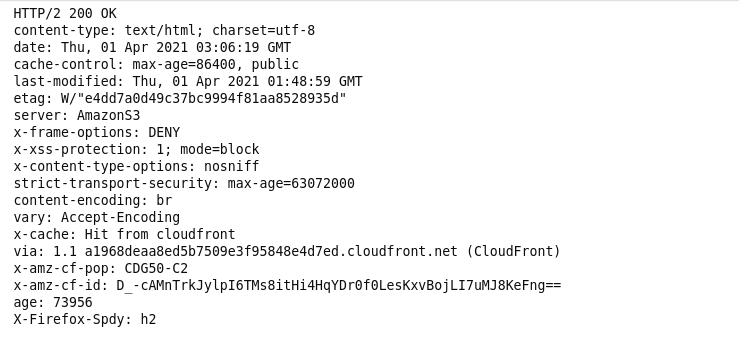 HTTP/2 200 OK
content-type: text/html; charset=utf-8
date: Thu, 01 Apr 2021 03:06:19 GMT
cache-control: max-age=86400, public
last-modified: Thu, 01 Apr 2021 01:48:59 GMT
etag: W/"e4dd7a0d49c37bc9994f81aa8528935d"
server: AmazonS3
x-frame-options: DENY
x-xss-protection: 1; mode=block
x-content-type-options: nosniff
strict-transport-security: max-age=63072000
content-encoding: br
vary: Accept-Encoding
x-cache: Hit from cloudfront
via: 1.1 a1968deaa8ed5b7509e3f95848e4d7ed.cloudfront.net (CloudFront)
x-amz-cf-pop: CDG50-C2
x-amz-cf-id: D_-cAMnTrkJylpI6TMs8itHi4HqYDr0f0LesKxvBojLI7uMJ8KeFng==
age: 73956
X-Firefox-Spdy: h2